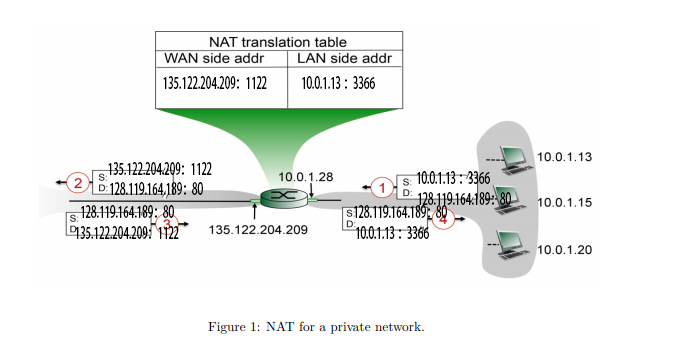 NAT translation table
WAN side addr LAN side addr
135.122.204.209: 1122 10.0.1.13 : 3366
2
S: 135.122.204.209: 1122
D: 128.119.164.189: 80
10.0.1.28
1
S: 10.0.1.13 : 3366
D: 128.119.164.189: 80
10.0.1.13
10.0.1.15
10.0.1.20
S: 128.119.164.189: 80
D: 135.122.204.209: 1122
3
135.122.204.209
S: 128.119.164.189: 80
D: 10.0.1.13 : 3366
4
Figure 1: NAT for a private network.